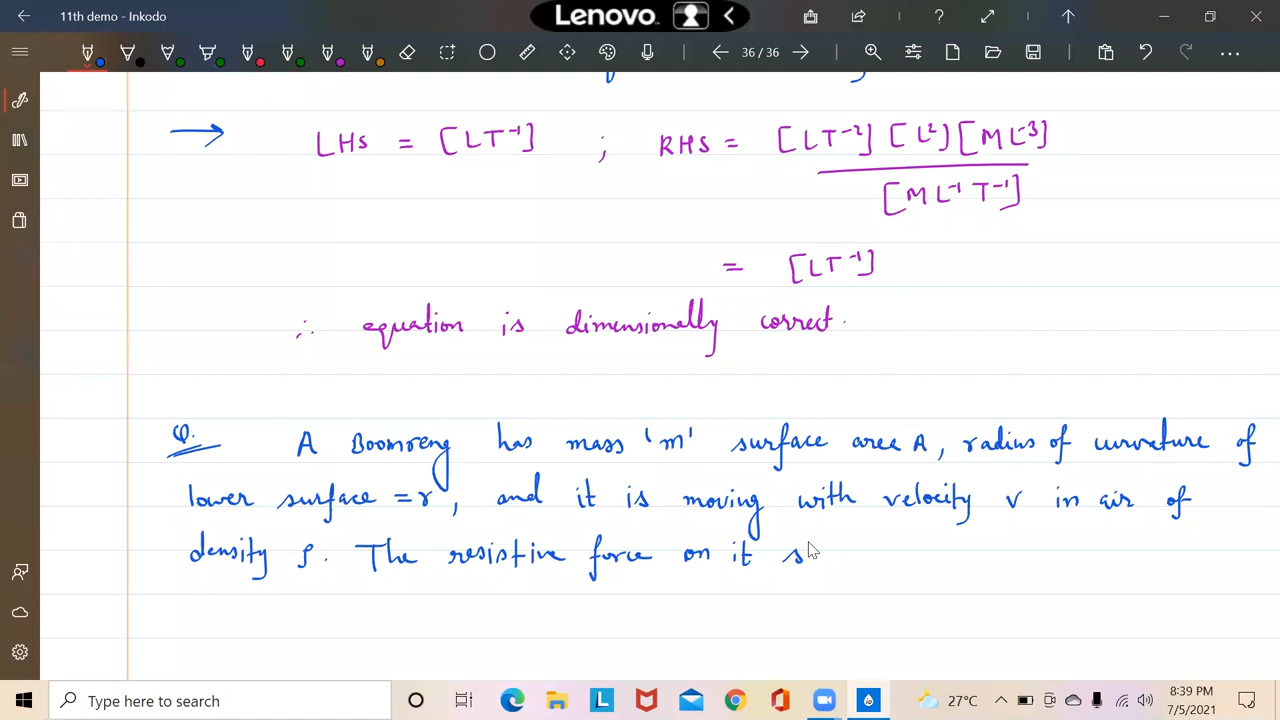 11th demo - Inkodo
Lenovo.
36/36
LHS = [LT⁻¹] ; RHS = [LT⁻²] [L²] [ML⁻³]
[ML⁻¹T⁻¹]
= [LT⁻¹]
∴ equation is dimensionally correct.
Q. A Boomreng has mass 'm' surface area A, radius of curvature of
lower surface = r, and it is moving with velocity v in air of
density ρ. The resistive force on it s
Type here to search
27°C
8:39 PM
7/5/2021